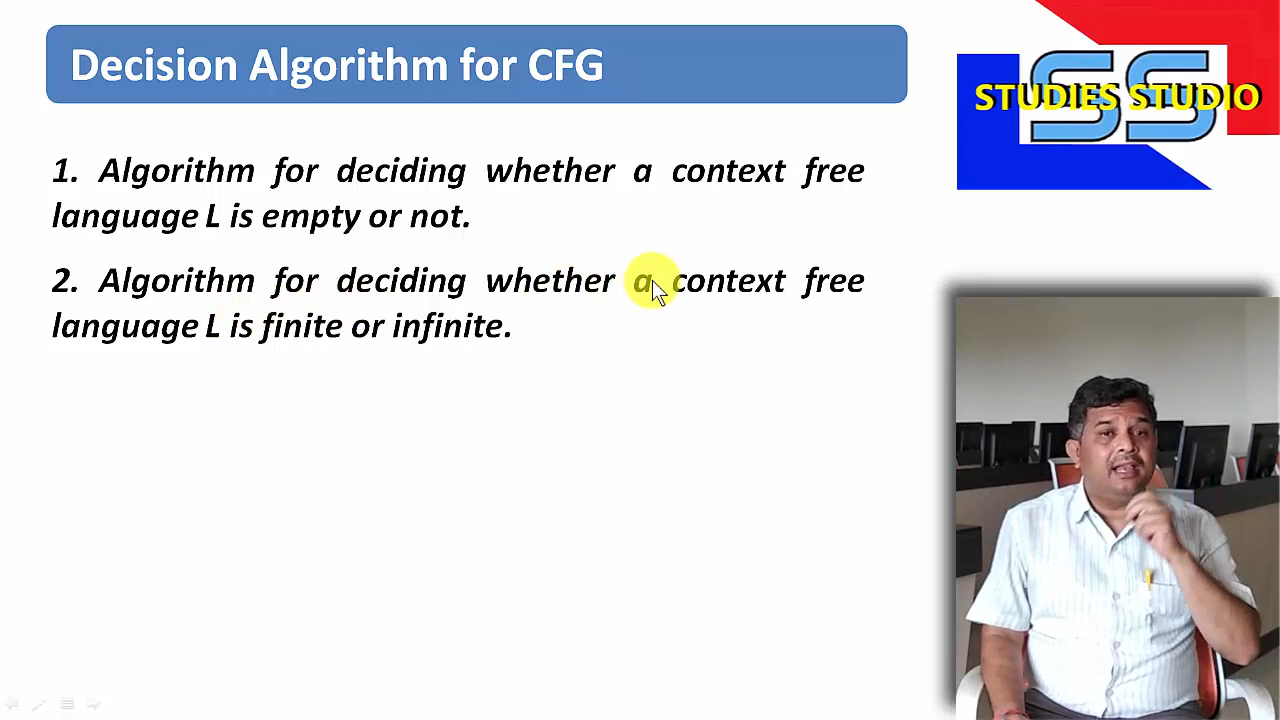 Decision Algorithm for CFG
SS
STUDIES STUDIO
1. Algorithm for deciding whether a context free
language L is empty or not.
2. Algorithm for deciding whether a context free
language L is finite or infinite.